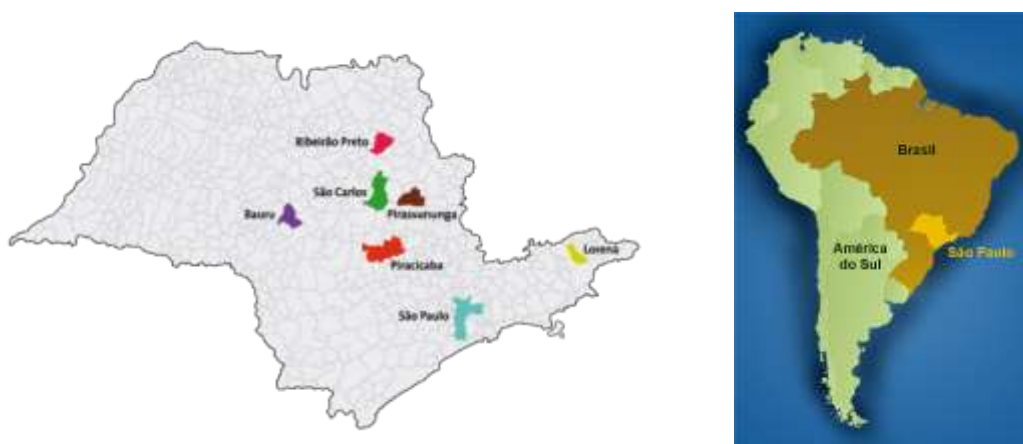 Ribeirão Preto
São Carlos
Pirassununga
Bauru
Piracicaba
Lorena
São Paulo
Brasil
América
do Sul
São Paulo